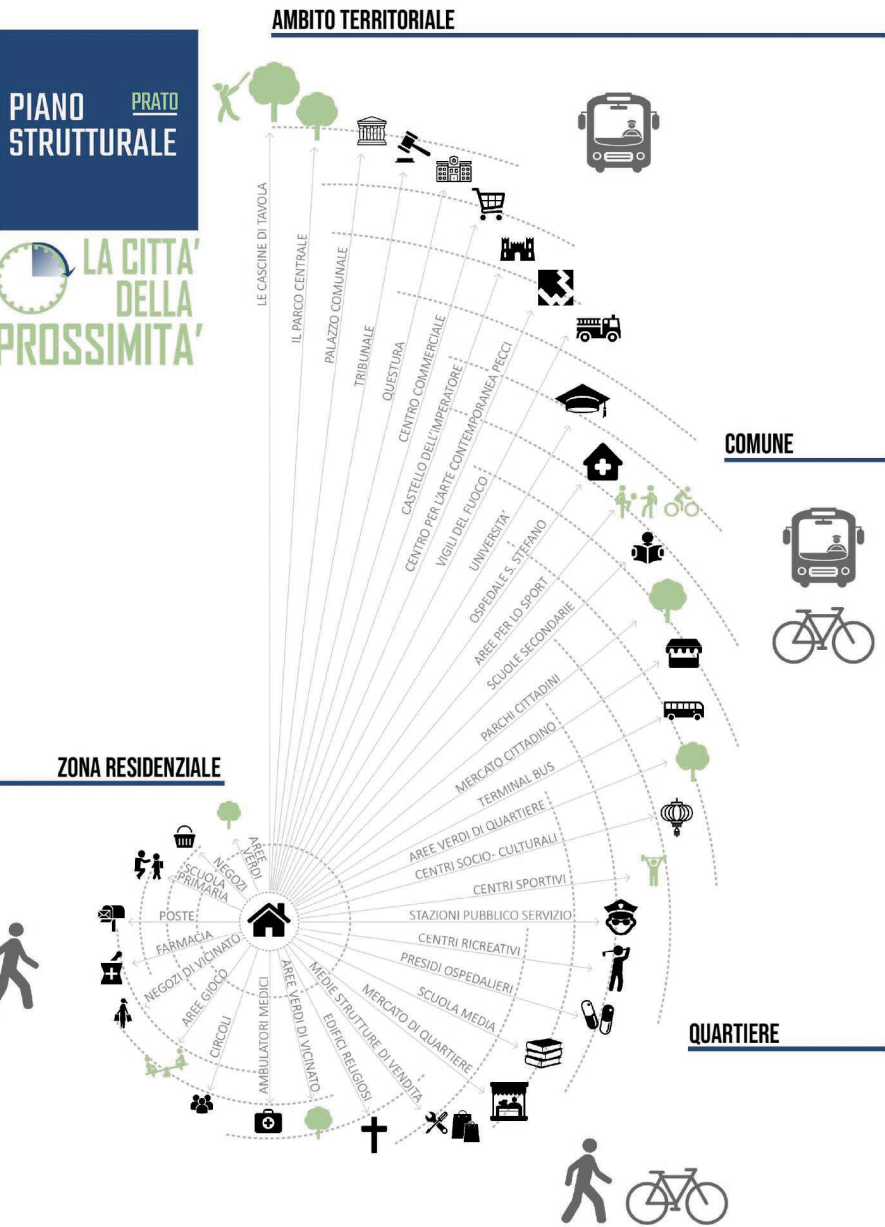 AMBITO TERRITORIALE
PIANO PRATO
STRUTTURALE
LA CITTA'
DELLA
PROSSIMITA'
LE CASCINE DI TAVOLA
IL PARCO CENTRALE
PALAZZO COMUNALE
TRIBUNALE
QUESTURA
CENTRO COMMERCIALE
CASTELLO DELL'IMPERATORE
CENTRO PER L'ARTE CONTEMPORANEA PECCI
VIGILI DEL FUOCO
UNIVERSITA'
OSPEDALE S. STEFANO
AREE PER LO SPORT
SCUOLE SECONDARIE
COMUNE
PARCHI CITTADINI
MERCATO CITTADINO
TERMINAL BUS
AREE VERDI DI QUARTIERE
CENTRI SOCIO- CULTURALI
CENTRI SPORTIVI
STAZIONI PUBBLICO SERVIZIO
CENTRI RICREATIVI
PRESIDI OSPEDALIERI
SCUOLA MEDIA
MERCATO DI QUARTIERE
MEDIE STRUTTURE DI VENDITA
QUARTIERE
EDIFICI RELIGIOSI
AREE VERDI DI VICINATO
AMBULATORI MEDICI
CIRCOLI
AREE GIOCO
NEGOZI DI VICINATO
FARMACIA
POSTE
SCUOLA
PRIMARIA
NEGOZI
AREE
VERDI
ZONA RESIDENZIALE